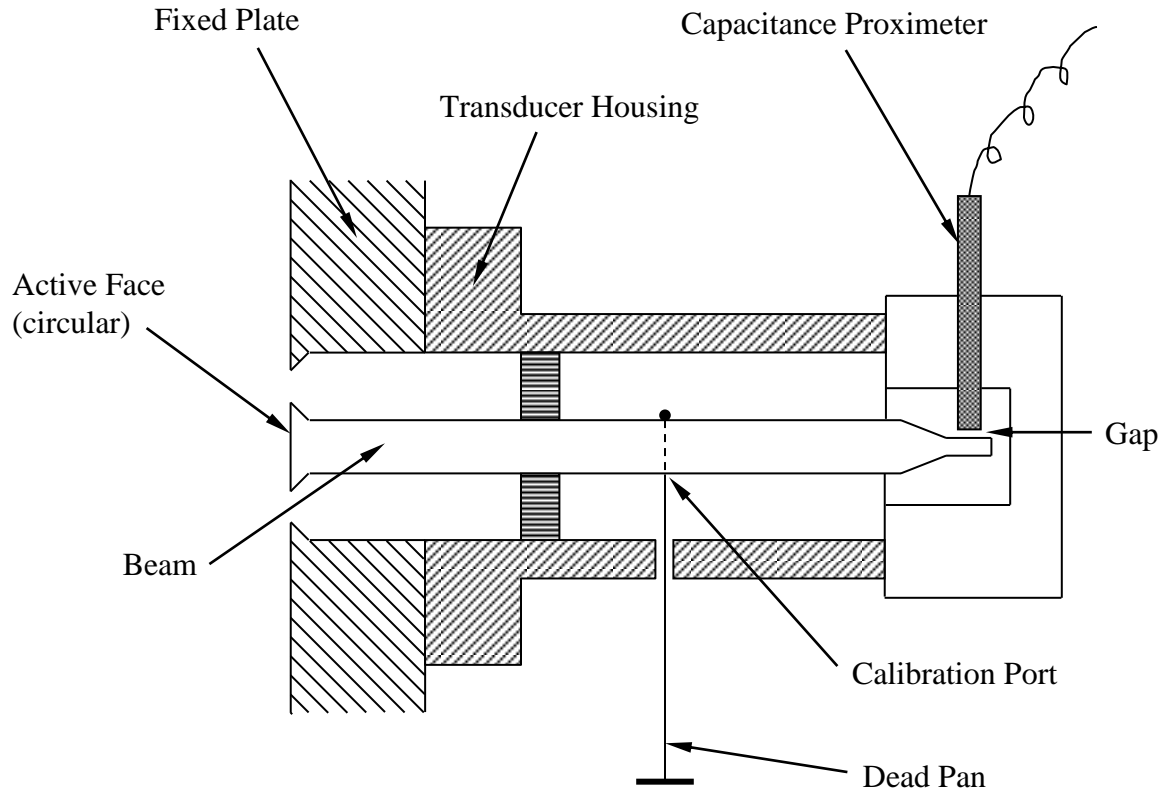 Fixed Plate
Capacitance Proximeter
Transducer Housing
Active Face
(circular)
Gap
Beam
Calibration Port
Dead Pan